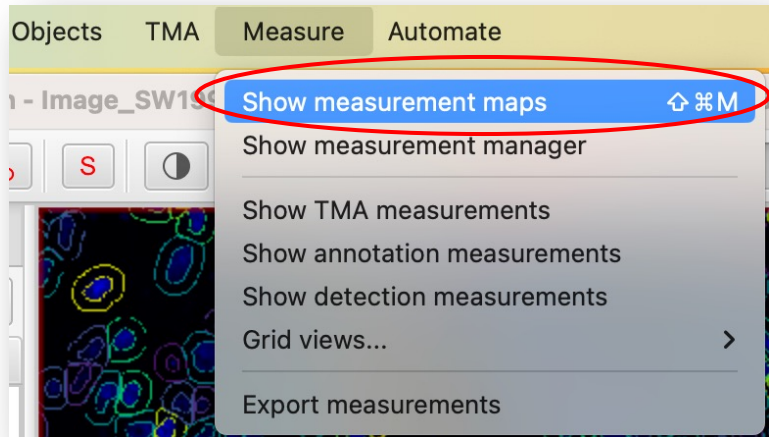 Objects TMA Measure Automate
- Image_SW199
Show measurement maps ⇧⌘M
S
Show measurement manager
Show TMA measurements
Show annotation measurements
Show detection measurements
Grid views...
Export measurements